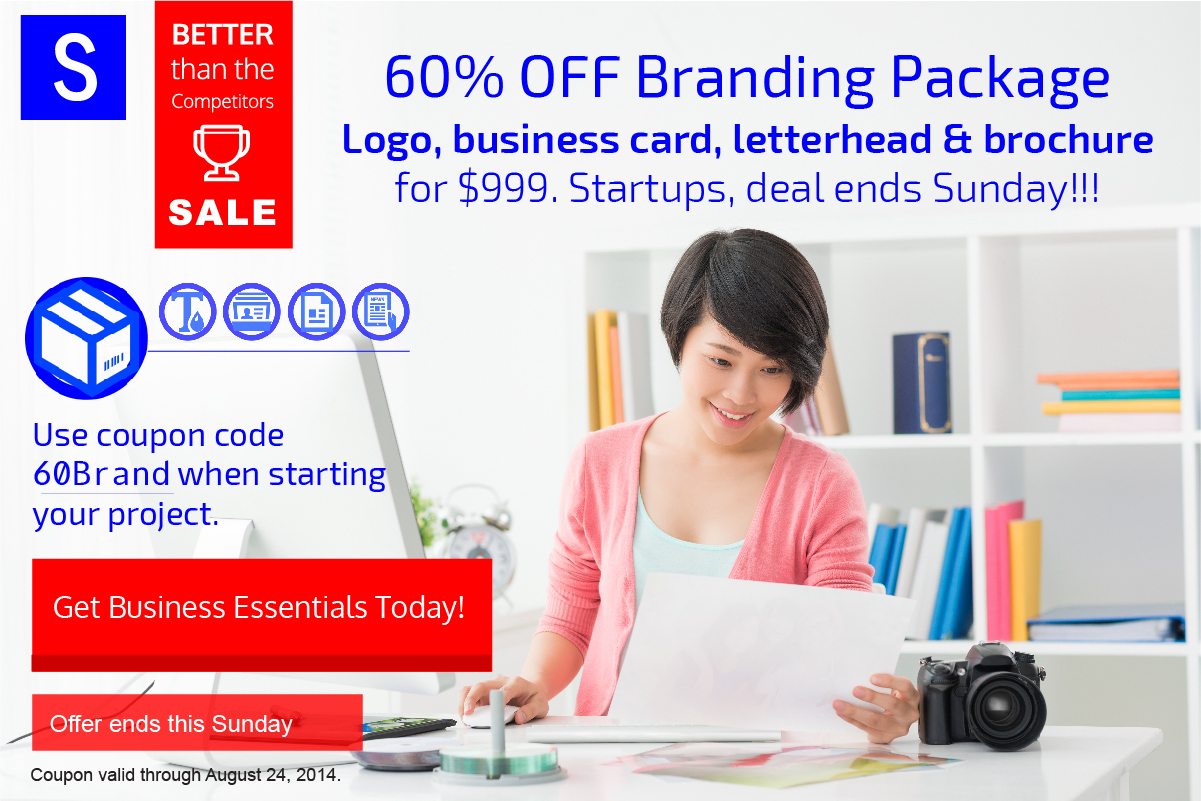 S
BETTER
than the
Competitors
SALE
60% OFF Branding Package
Logo, business card, letterhead & brochure
for $999. Startups, deal ends Sunday!!!
NEWS
Use coupon code
60Brand when starting
your project.
Get Business Essentials Today!
Offer ends this Sunday
Coupon valid through August 24, 2014.